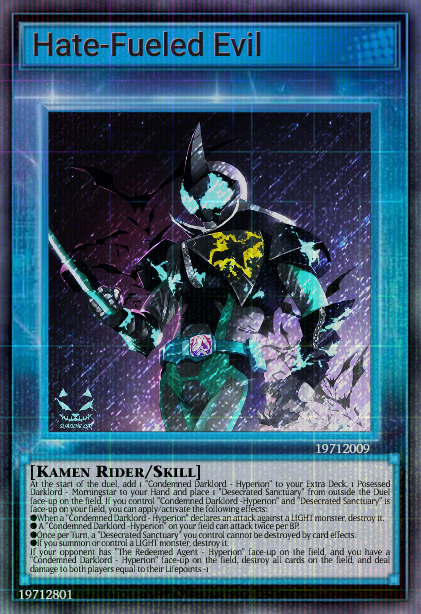 Hate-Fueled Evil
19712009
[KAMEN RIDER/SKILL]
At the start of the duel, add 1 "Condemned Darklord - Hyperion" to your Extra Deck, 1 Posessed
Darklord - Morningstar to your Hand and place 1 "Desecrated Sanctuary" from outside the Duel
face-up on the field. If you control "Condemned Darklord -Hyperion" and "Desecrated Sanctuary" is
face-up on your field, you can apply/activate the following effects:
●When a "Condemned Darklord - Hyperion" declares an attack against a LIGHT monster, destroy it.
● A "Condemned Darklord -Hyperion" on your field can attack twice per BP.
●Once per Turn, a "Desecrated Sanctuary" you control cannot be destroyed by card effects.
●If you summon or control a LIGHT monster, destroy it.
If your opponent has "The Redeemed Agent - Hyperion" face-up on the field, and you have a
"Condemned Darklord - Hyperion" face-up on the field, destroy all cards on the field, and deal
damage to both players equal to their Lifepoints -1
19712801